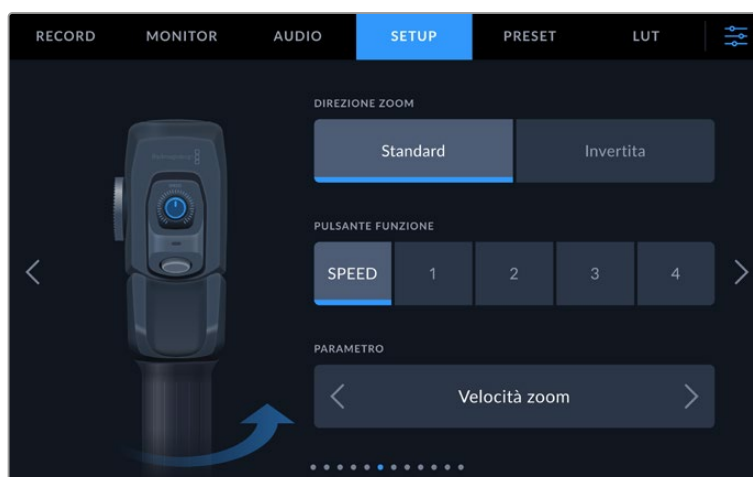 RECORD MONITOR AUDIO SETUP PRESET LUT
DIREZIONE ZOOM
Standard Invertita
PULSANTE FUNZIONE
SPEED 1 2 3 4
PARAMETRO
Velocità zoom